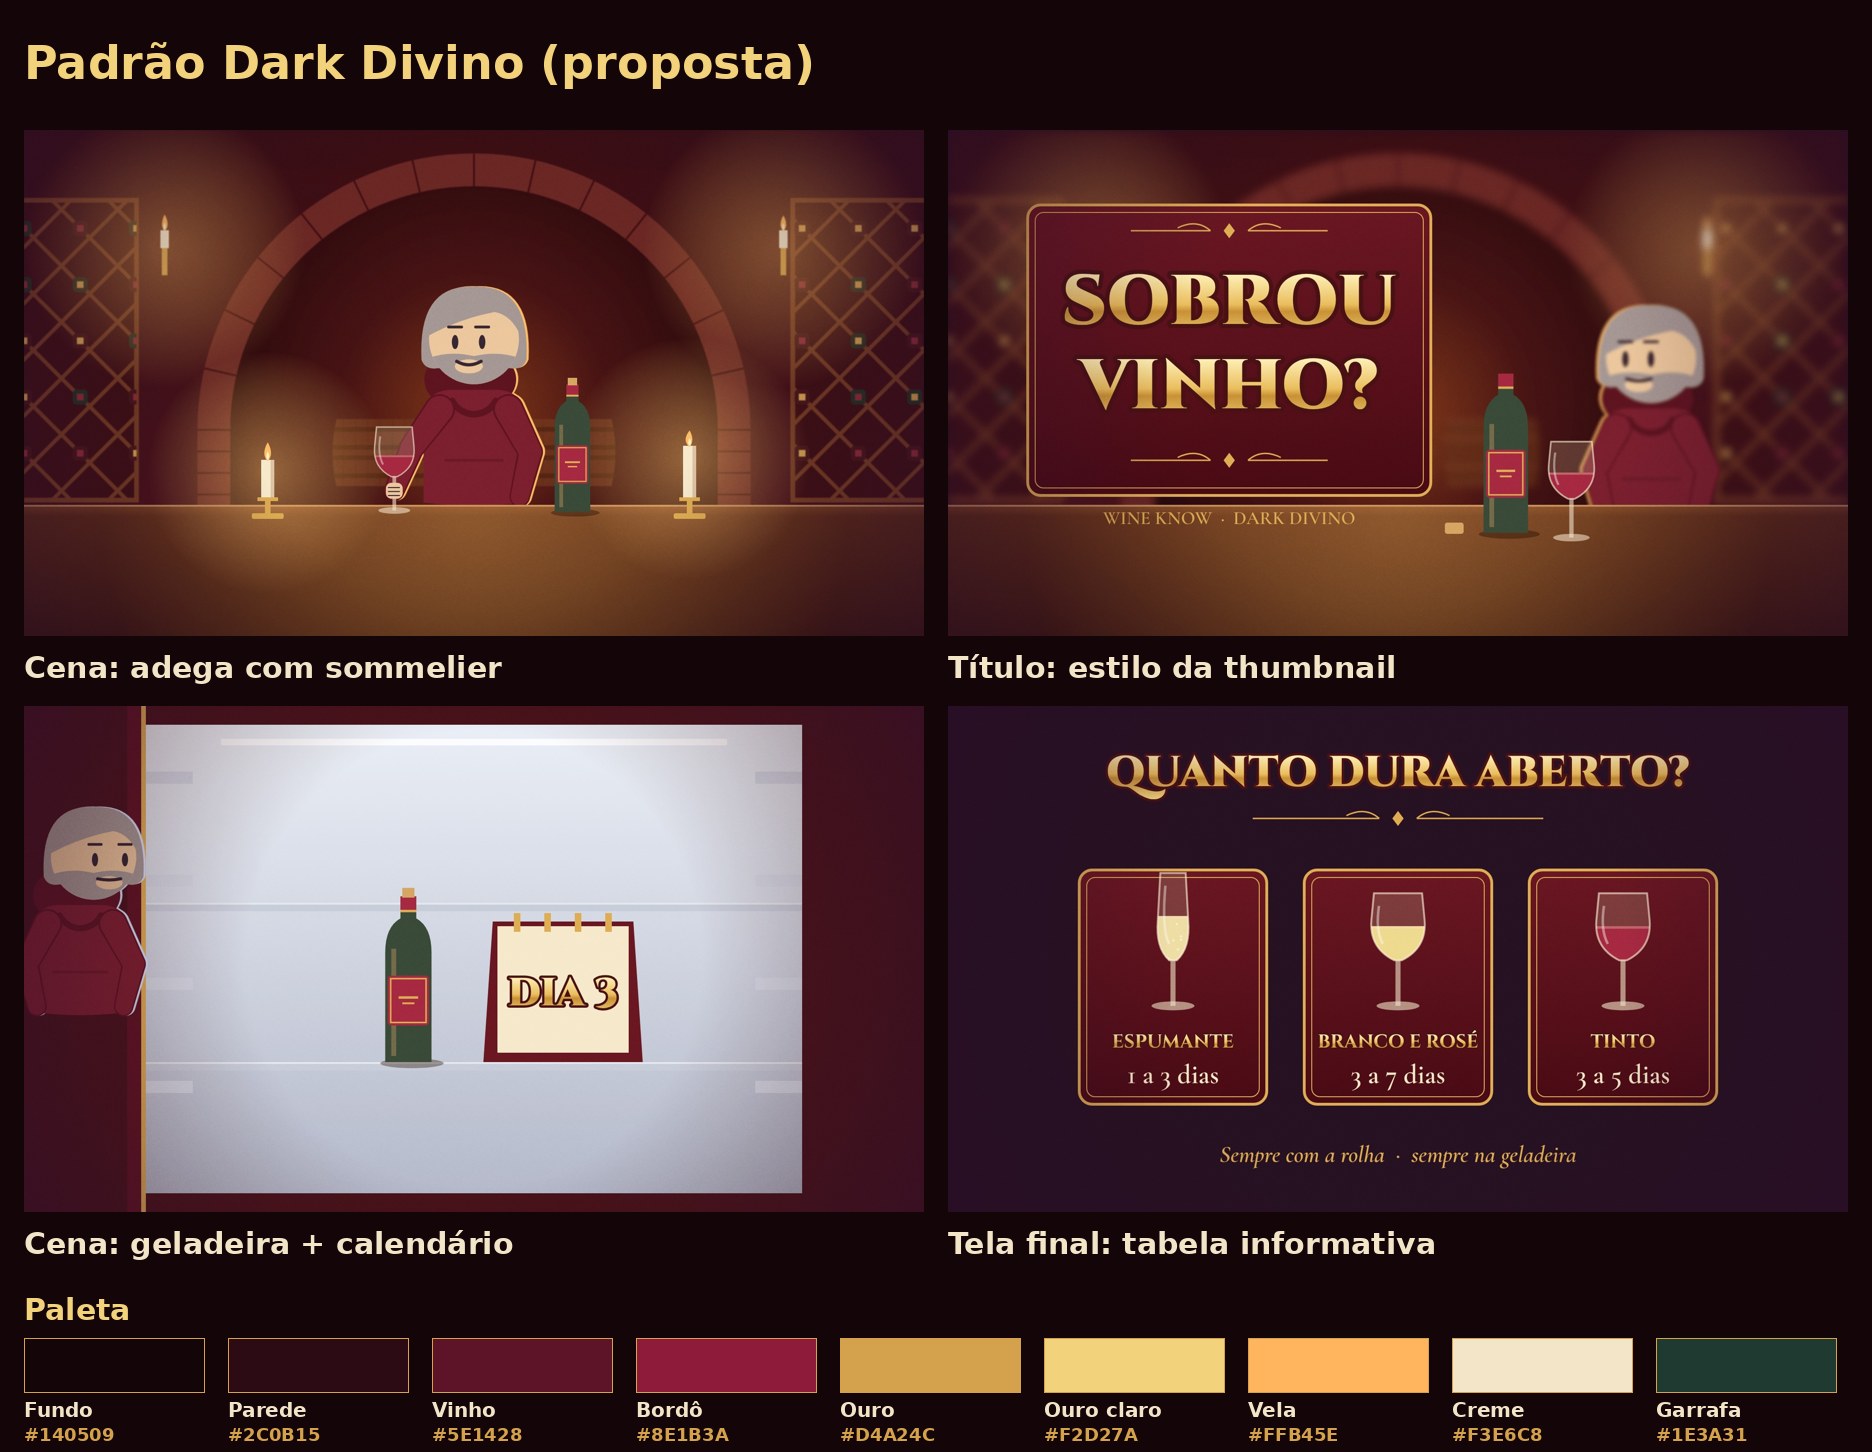 Padrão Dark Divino (proposta)
SOBROU
VINHO?
WINE KNOW · DARK DIVINO
Cena: adega com sommelier
Título: estilo da thumbnail
DIA 3
QUANTO DURA ABERTO?
ESPUMANTE
1 a 3 dias
BRANCO E ROSÉ
3 a 7 dias
TINTO
3 a 5 dias
Sempre com a rolha · sempre na geladeira
Cena: geladeira + calendário
Tela final: tabela informativa
Paleta
Fundo
#140509
Parede
#2C0B15
Vinho
#5E1428
Bordô
#8E1B3A
Ouro
#D4A24C
Ouro claro
#F2D27A
Vela
#FFB45E
Creme
#F3E6C8
Garrafa
#1E3A31